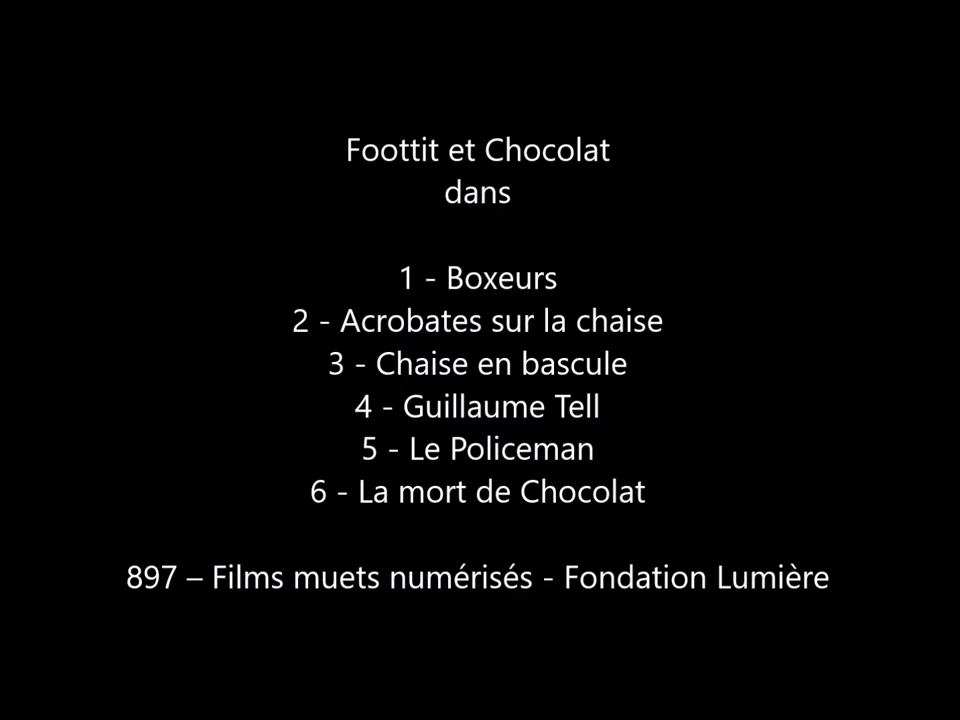 Foottit et Chocolat
dans
1 - Boxeurs
2 - Acrobates sur la chaise
3 - Chaise en bascule
4 - Guillaume Tell
5 - Le Policeman
6 - La mort de Chocolat
897 – Films muets numérisés - Fondation Lumière